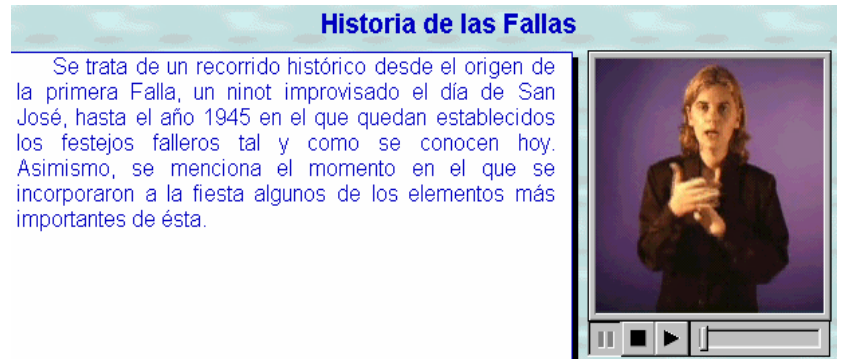 Historia de las Fallas
Se trata de un recorrido histórico desde el origen de
la primera Falla, un ninot improvisado el día de San
José, hasta el año 1945 en el que quedan establecidos
los festejos falleros tal y como se conocen hoy.
Asimismo, se menciona el momento en el que se
incorporaron a la fiesta algunos de los elementos más
importantes de ésta.